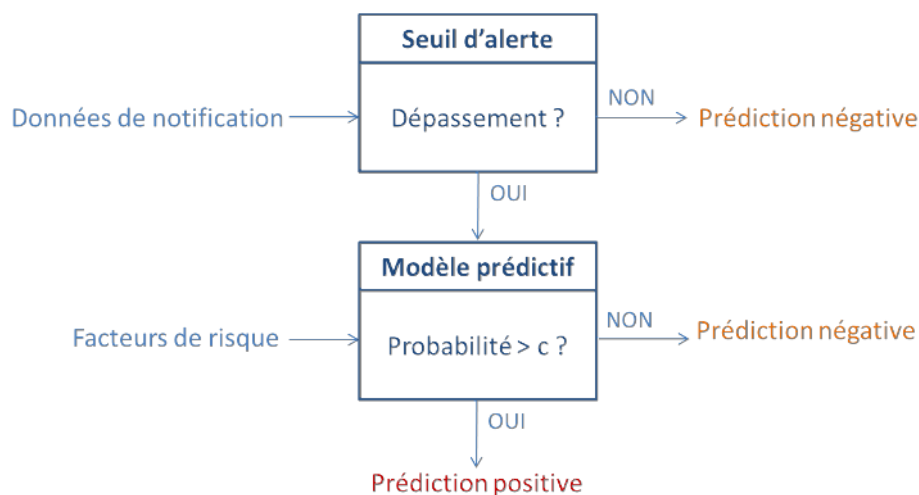 Seuil d'alerte
Données de notification
Dépassement ?
NON
Prédiction négative
OUI
Modèle prédictif
Facteurs de risque
Probabilité > c ?
NON
Prédiction négative
OUI
Prédiction positive